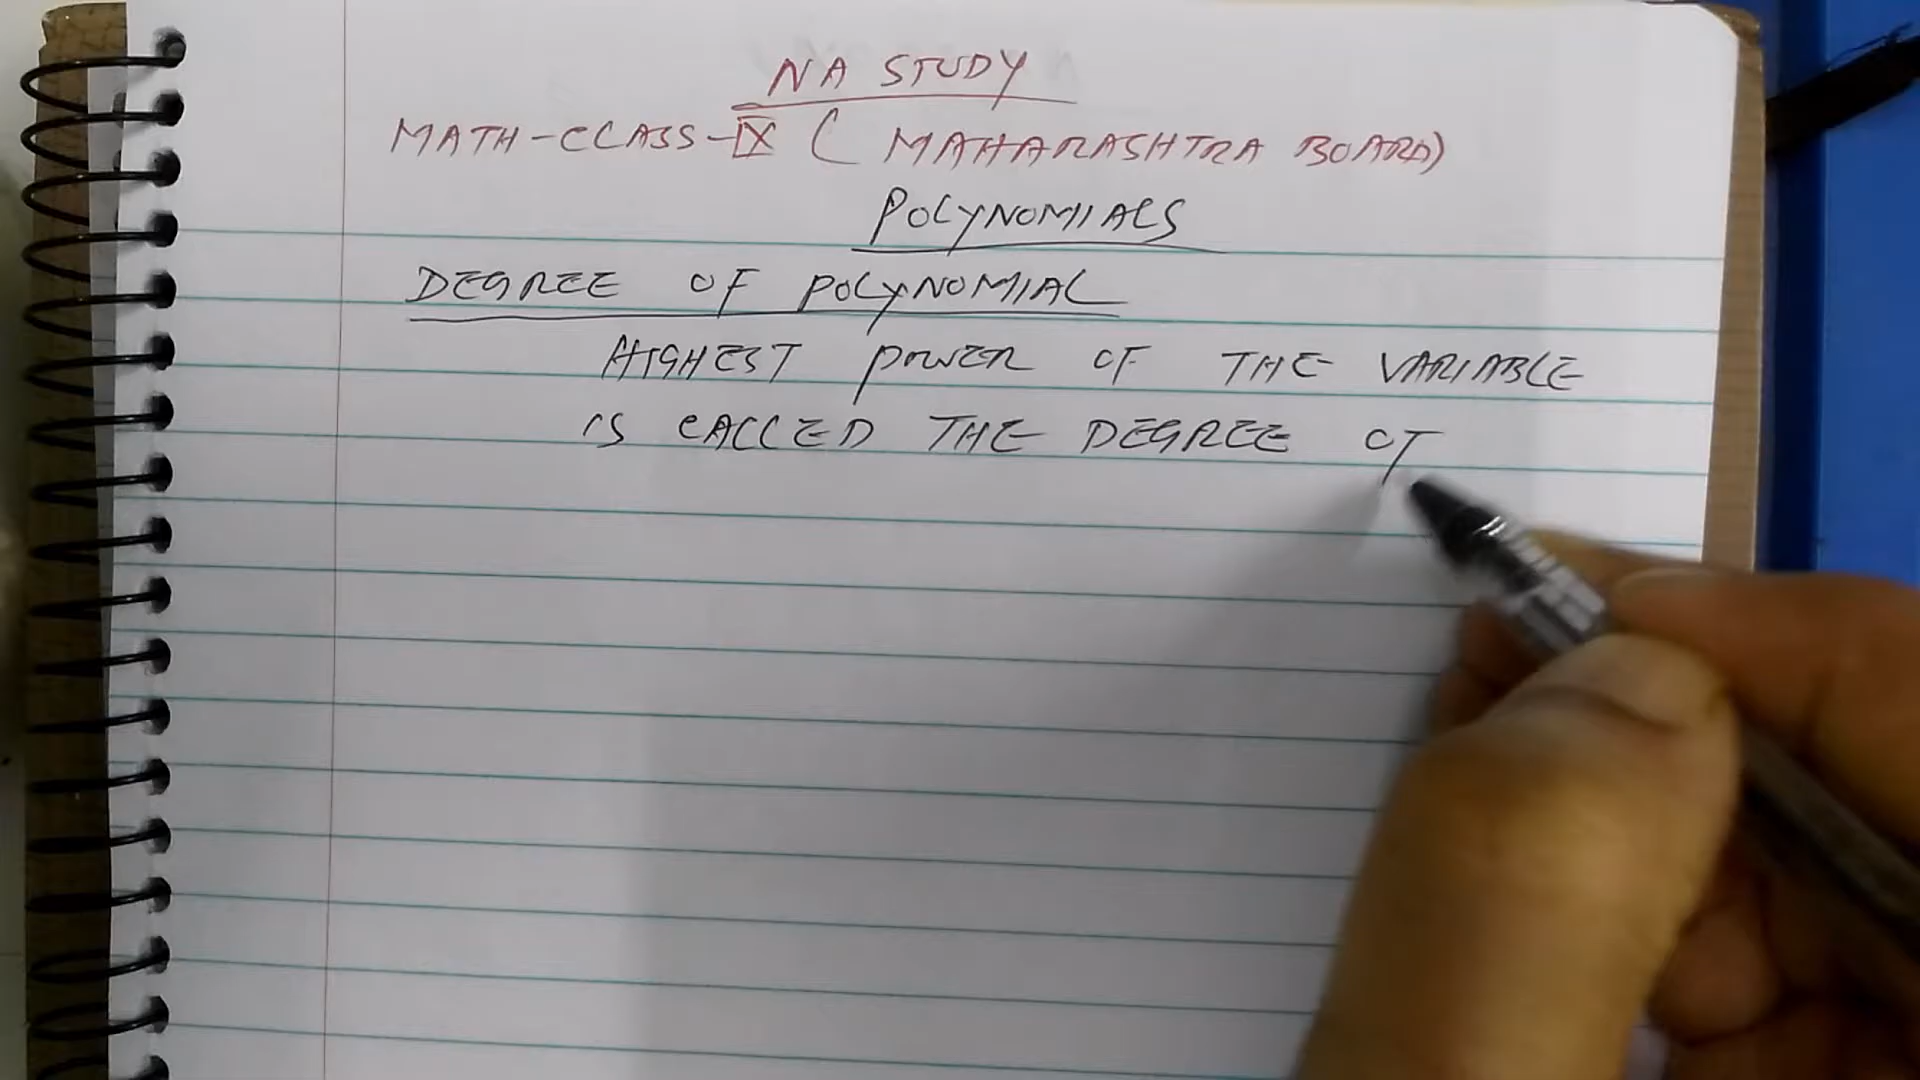 NA STUDY
MATH-CLASS-IX ( MAHARASHTRA BOARD)
POLYNOMIALS
DEGREE OF POLYNOMIAL
HIGHEST POWER OF THE VARIABLE
IS CALLED THE DEGREE OF